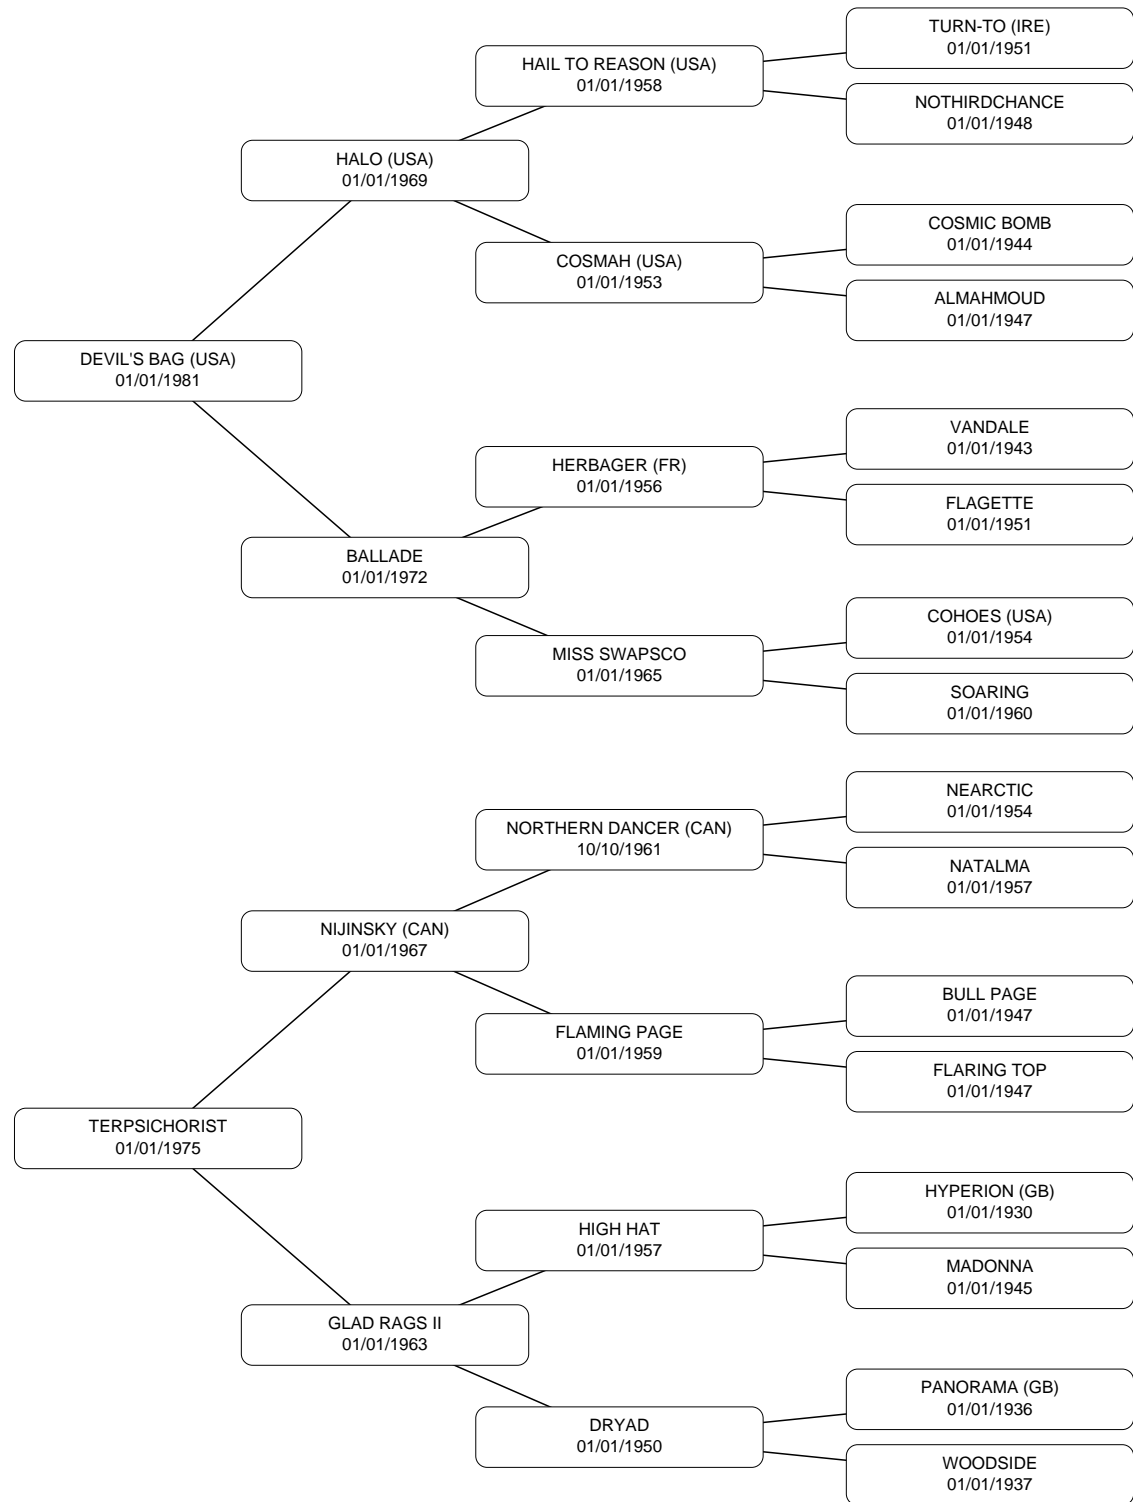 TURN-TO (IRE)
01/01/1951
HAIL TO REASON (USA)
01/01/1958
NOTHIRDCHANCE
01/01/1948
HALO (USA)
01/01/1969
COSMIC BOMB
01/01/1944
COSMAH (USA)
01/01/1953
ALMAHMOUD
01/01/1947
DEVIL'S BAG (USA)
01/01/1981
VANDALE
01/01/1943
HERBAGER (FR)
01/01/1956
FLAGETTE
01/01/1951
BALLADE
01/01/1972
COHOES (USA)
01/01/1954
MISS SWAPSCO
01/01/1965
SOARING
01/01/1960
NEARCTIC
01/01/1954
NORTHERN DANCER (CAN)
10/10/1961
NATALMA
01/01/1957
NIJINSKY (CAN)
01/01/1967
BULL PAGE
01/01/1947
FLAMING PAGE
01/01/1959
FLARING TOP
01/01/1947
TERPSICHORIST
01/01/1975
HYPERION (GB)
01/01/1930
HIGH HAT
01/01/1957
MADONNA
01/01/1945
GLAD RAGS II
01/01/1963
PANORAMA (GB)
01/01/1936
DRYAD
01/01/1950
WOODSIDE
01/01/1937